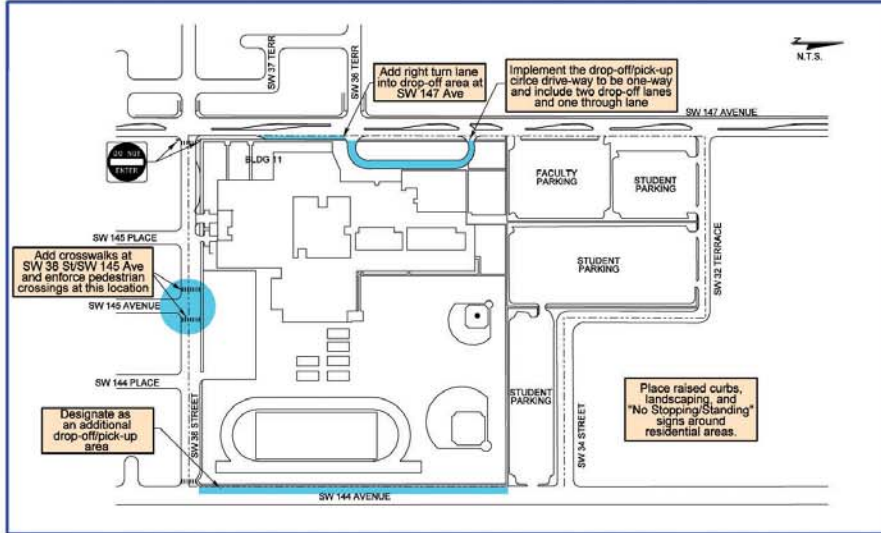 SW 37 TERR
SW 36 TERR
Add right turn lane
into drop-off area at
SW 147 Ave
Implement the drop-off/pick-up
cirlce drive-way to be one-way
and include two drop-off lanes
and one through lane
Z
N.T.S.
SW 147 AVENUE
DO NOT
ENTER
BLDG 11
FACULTY
PARKING
STUDENT
PARKING
SW 145 PLACE
Add crosswalks at
SW 38 St/SW 145 Ave
and enforce pedestrian
crossings at this location
SW 145 AVENUE
STUDENT
PARKING
SW 32 TERRACE
SW 144 PLACE
Designate as
an additional
drop-off/pick-up
area
SW 38 STREET
STUDENT
PARKING
SW 34 STREET
Place raised curbs,
landscaping, and
"No Stopping/Standing"
signs around
residential areas.
SW 144 AVENUE